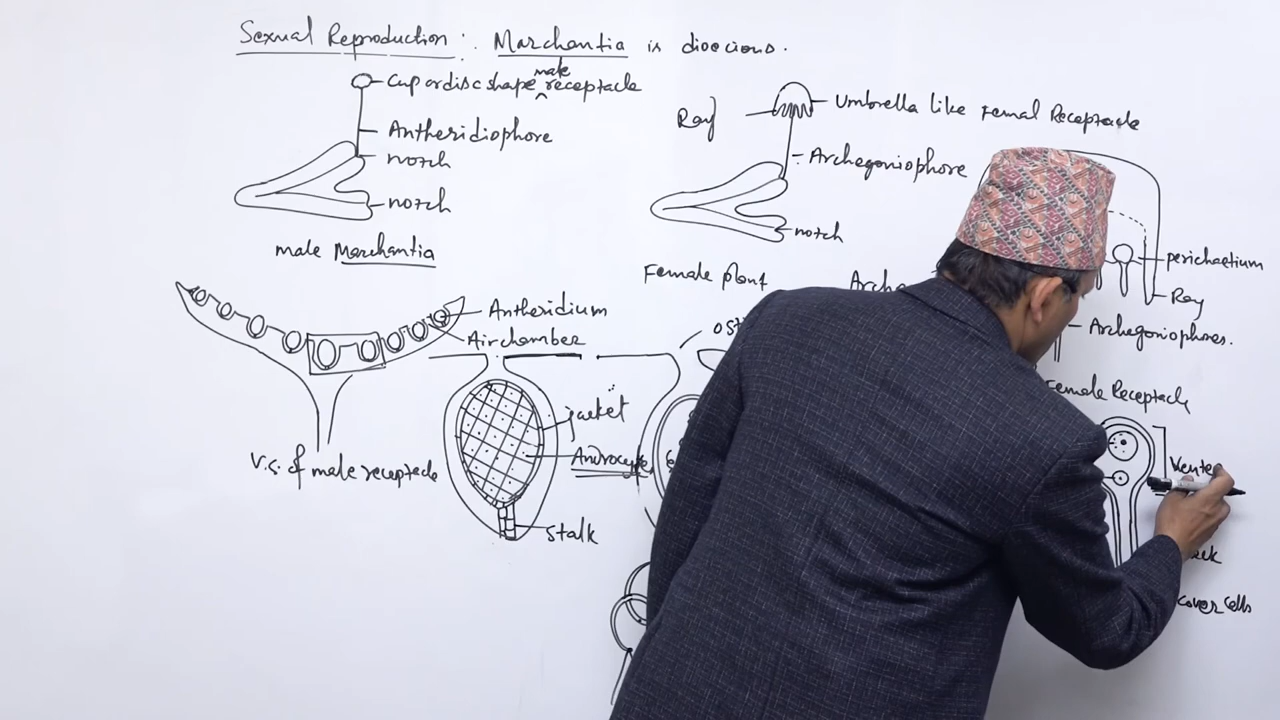 Sexual Reproduction: Marchantia is dioecious.
Cup or disc shape male receptacle
Antheridiophore
notch
notch
male Marchantia
Ray
Umbrella like Femal Receptacle
Archegoniophore
notch
Female plant
perichaetium
Ray
Archegoniophores.
Female Receptacle
Antheridium
Airchamber
jacket
Androcyte
stalk
V.S. of male receptacle
Vente
cover cells